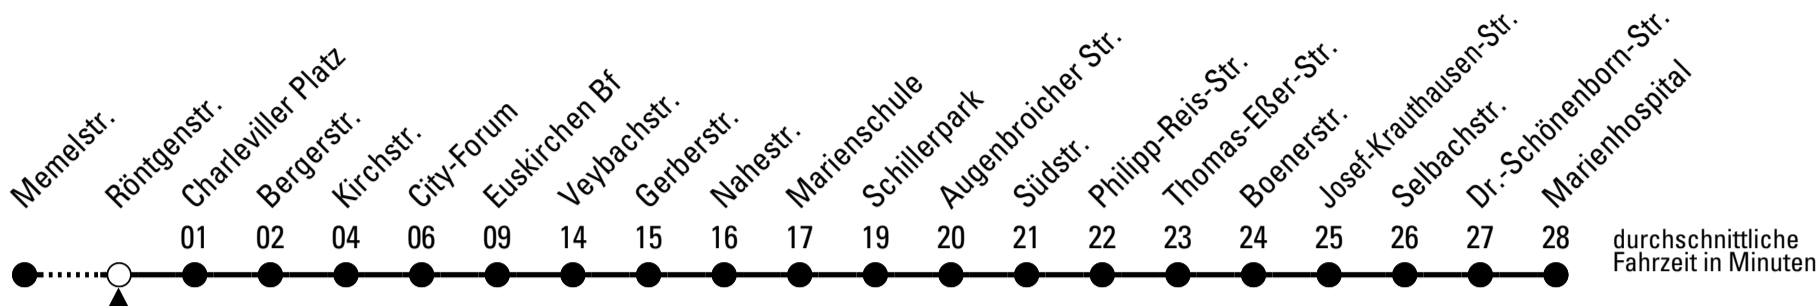 Memelstr.
Röntgenstr.
Charleviller Platz
Bergerstr.
Kirchstr.
City-Forum
Euskirchen Bf
Veybachstr.
Gerberstr.
Nahestr.
Marienschule
Schillerpark
Augenbroicher Str.
Südstr.
Philipp-Reis-Str.
Thomas-Eßer-Str.
Boenerstr.
Josef-Krauthausen-Str.
Selbachstr.
Dr.-Schönenborn-Str.
Marienhospital
01 02 04 06 09 14 15 16 17 19 20 21 22 23 24 25 26 27 28
durchschnittliche
Fahrzeit in Minuten